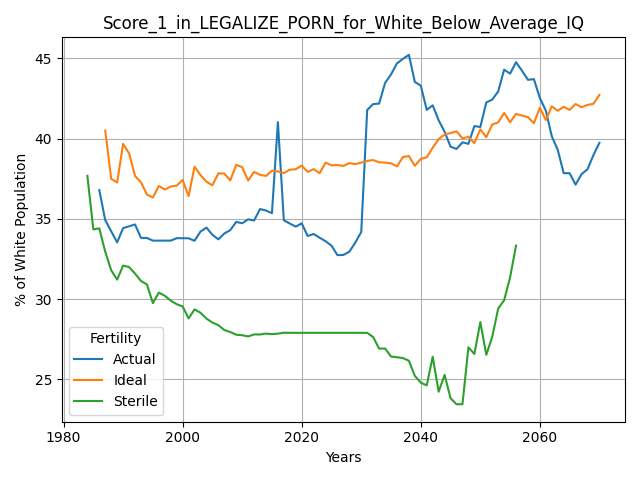 Score_1_in_LEGALIZE_PORN_for_White_Below_Average_IQ
% of White Population
45
40
35
30
25
Fertility
Actual
Ideal
Sterile
1980
2000
2020
2040
2060
Years